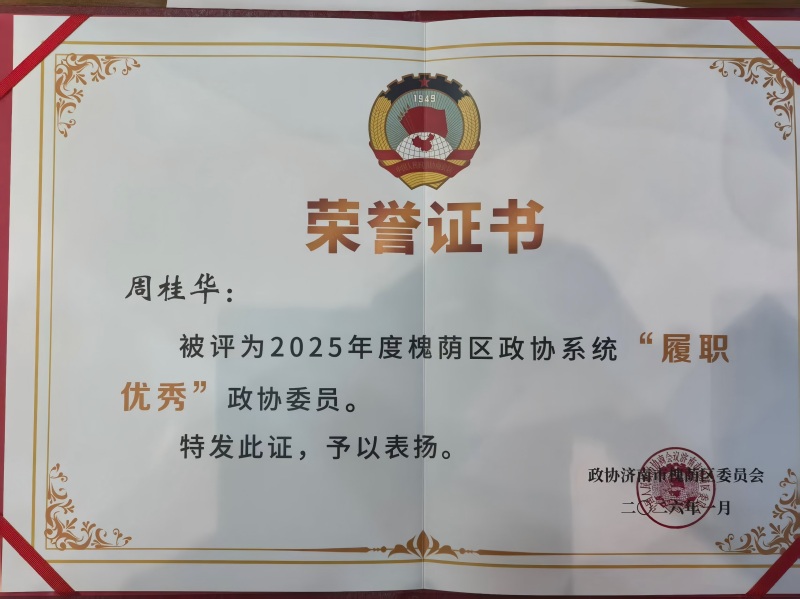 1949
荣誉证书
周桂华：
被评为2025年度槐荫区政协系统“履职
优秀”政协委员。
特发此证，予以表扬。
政协济南市槐荫区委员会
二〇二六年一月